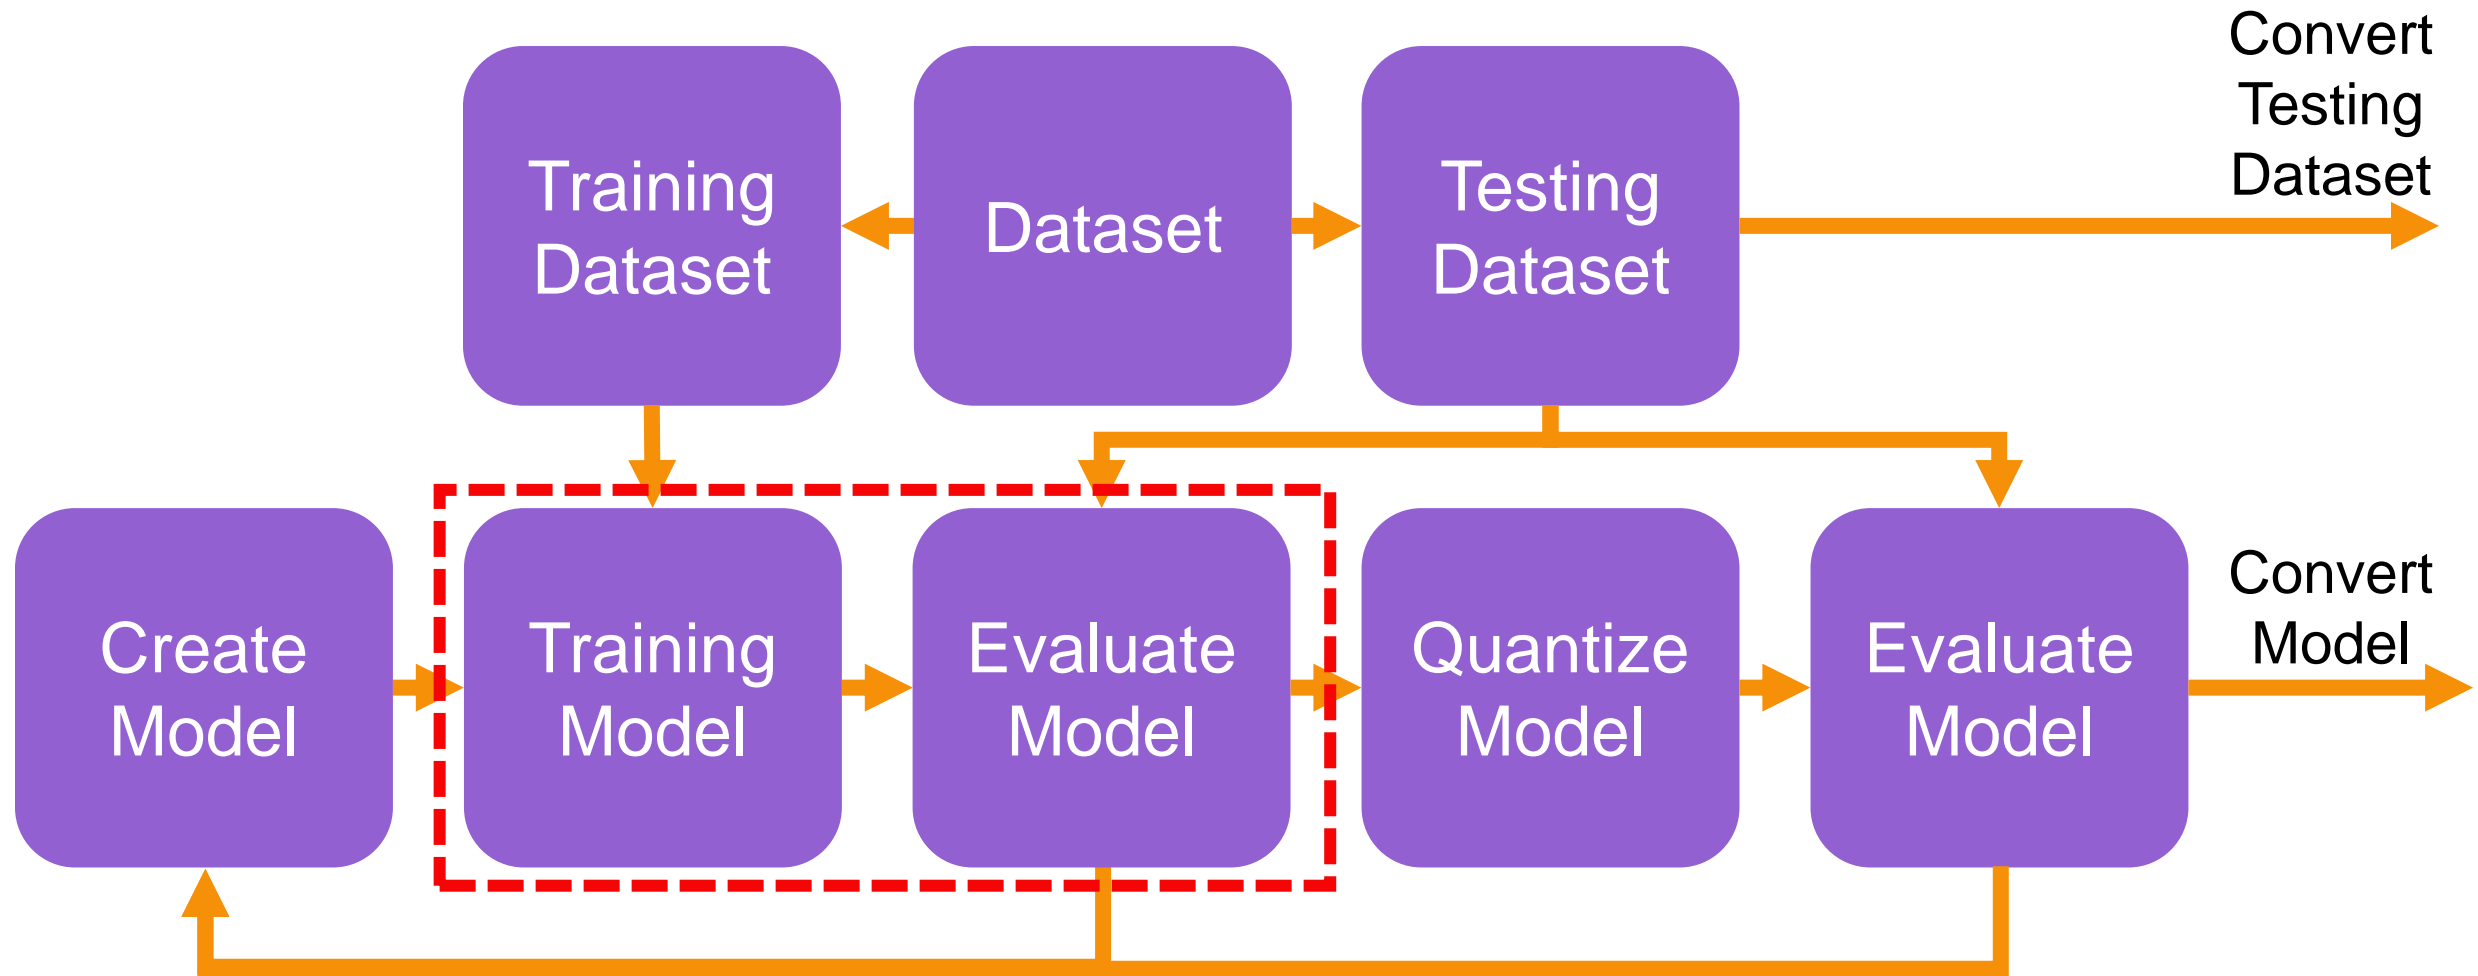 Convert
Testing
Dataset
Training
Dataset
Dataset
Testing
Dataset
Create
Model
Training
Model
Evaluate
Model
Quantize
Model
Evaluate
Model
Convert
Model